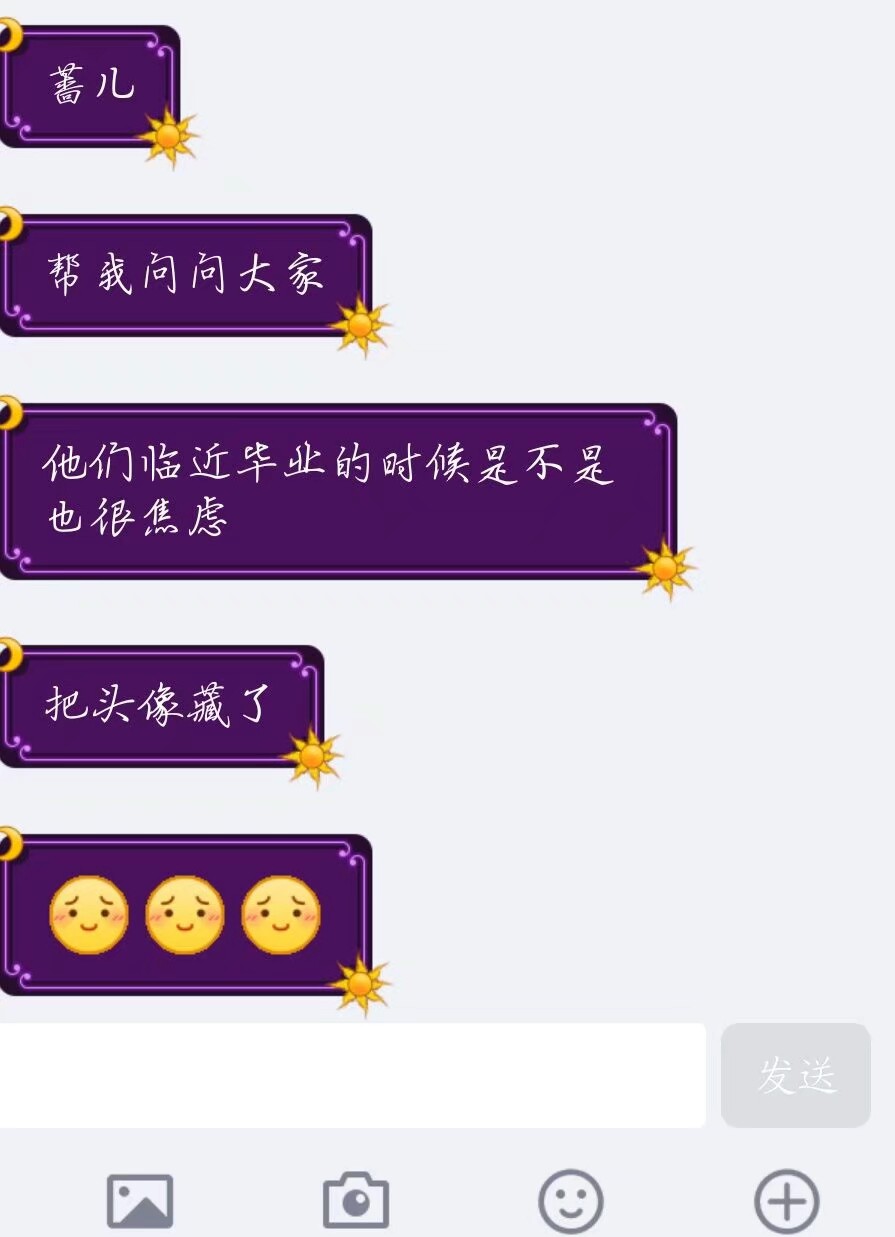 蔷儿
帮我问问大家
他们临近毕业的时候是不是
也很焦虑
把头像藏了
发送